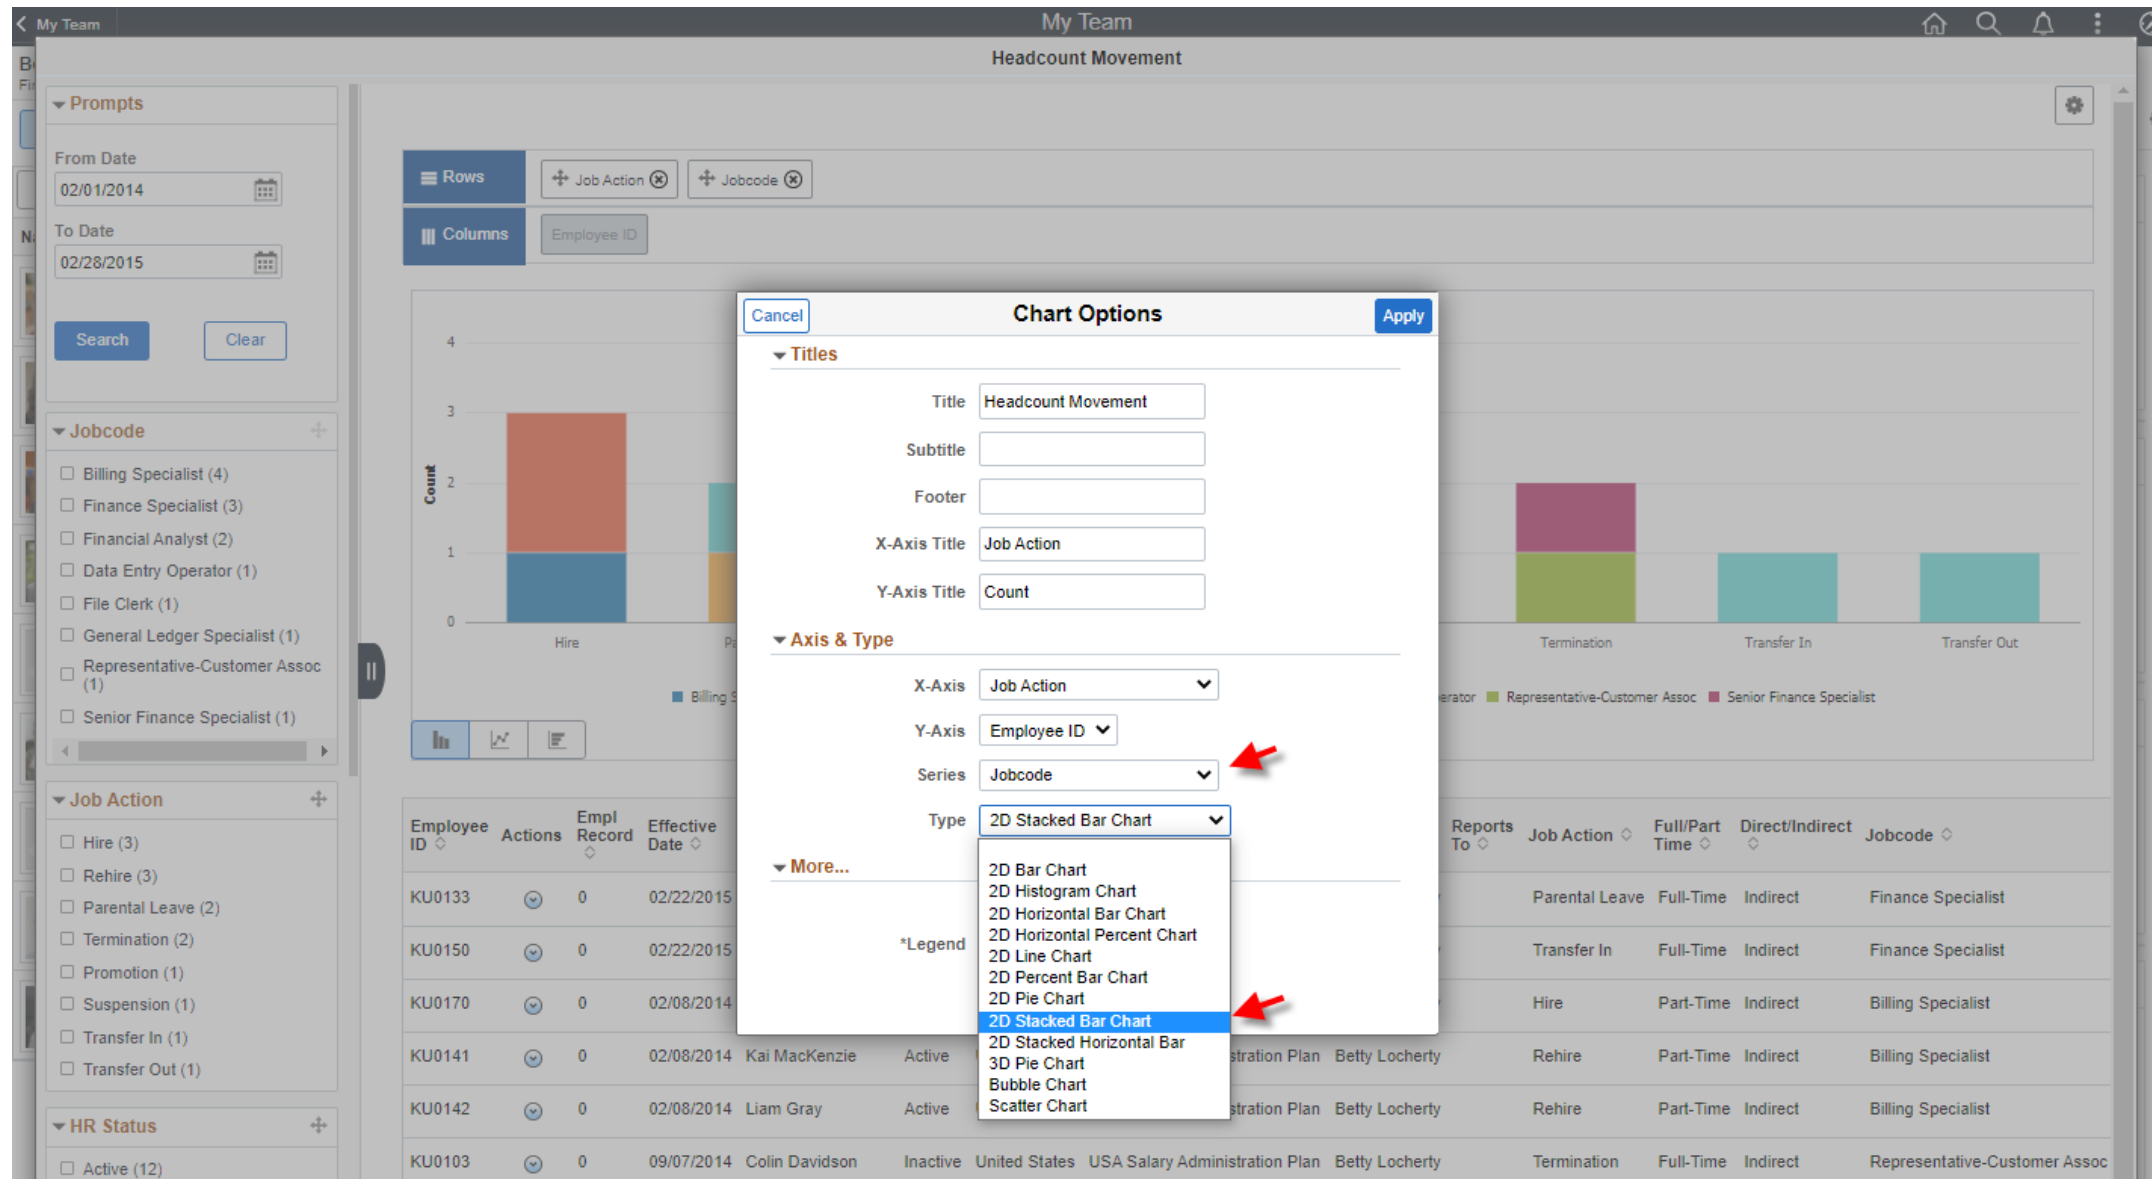 My Team
My Team
Headcount Movement
Prompts
From Date
02/01/2014
To Date
02/28/2015
Search
Clear
Jobcode
Billing Specialist (4)
Finance Specialist (3)
Financial Analyst (2)
Data Entry Operator (1)
File Clerk (1)
General Ledger Specialist (1)
Representative-Customer Assoc
(1)
Senior Finance Specialist (1)
Job Action
Hire (3)
Rehire (3)
Parental Leave (2)
Termination (2)
Promotion (1)
Suspension (1)
Transfer In (1)
Transfer Out (1)
HR Status
Active (12)
Rows
Job Action
Jobcode
Columns
Employee ID
4
3
2
1
0
Count
Hire
Termination
Transfer In
Transfer Out
Billing
Representative-Customer Assoc
Senior Finance Specialist
Cancel
Chart Options
Apply
Titles
Title Headcount Movement
Subtitle
Footer
X-Axis Title Job Action
Y-Axis Title Count
Axis & Type
X-Axis Job Action
Y-Axis Employee ID
Series Jobcode
Type 2D Stacked Bar Chart
2D Bar Chart
2D Histogram Chart
2D Horizontal Bar Chart
2D Horizontal Percent Chart
2D Line Chart
2D Percent Bar Chart
2D Pie Chart
2D Stacked Bar Chart
2D Stacked Horizontal Bar
3D Pie Chart
Bubble Chart
Scatter Chart
More...
*Legend
Employee ID Actions Empl Record Effective Date Reports To Job Action Full/Part Time Direct/Indirect Jobcode
KU0133 0 02/22/2015 Parental Leave Full-Time Indirect Finance Specialist
KU0150 0 02/22/2015 Transfer In Full-Time Indirect Finance Specialist
KU0170 0 02/08/2014 Hire Part-Time Indirect Billing Specialist
KU0141 0 02/08/2014 Kai MacKenzie Active Plan Betty Locherty Rehire Part-Time Indirect Billing Specialist
KU0142 0 02/08/2014 Liam Gray Active Plan Betty Locherty Rehire Part-Time Indirect Billing Specialist
KU0103 0 09/07/2014 Colin Davidson Inactive United States USA Salary Administration Plan Betty Locherty Termination Full-Time Indirect Representative-Customer Assoc